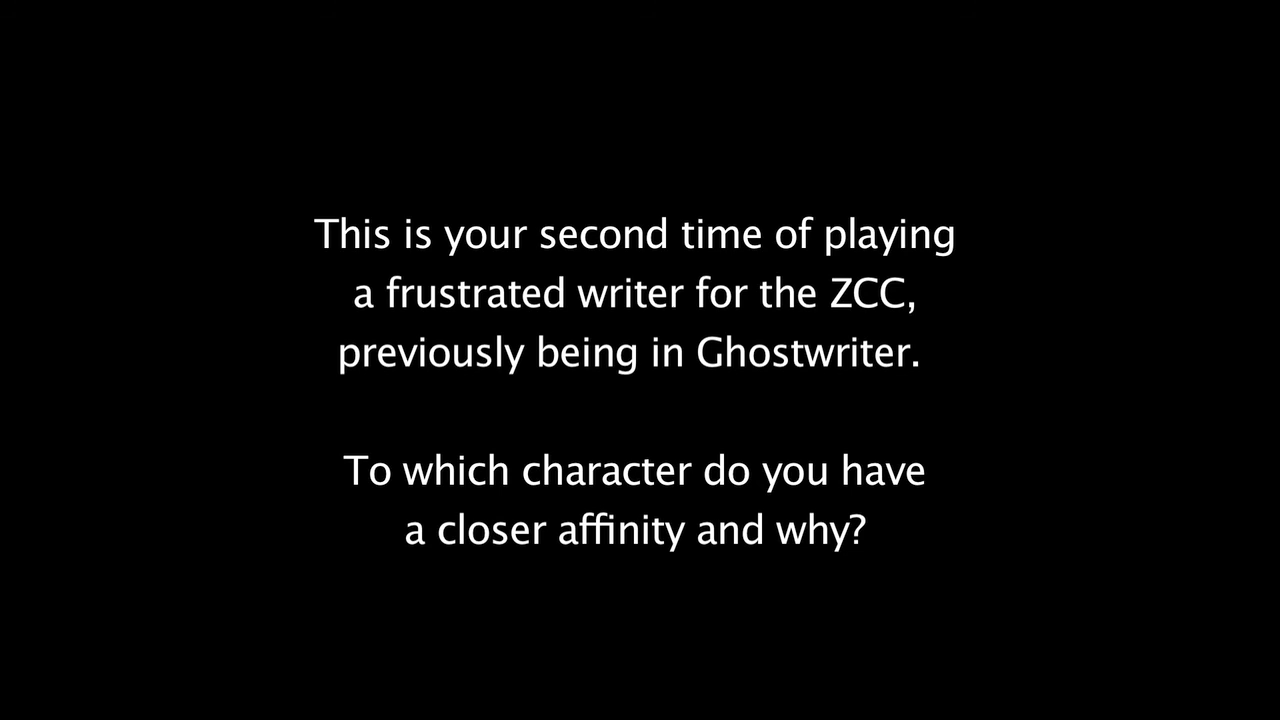 This is your second time of playing
a frustrated writer for the ZCC,
previously being in Ghostwriter.
To which character do you have
a closer affinity and why?